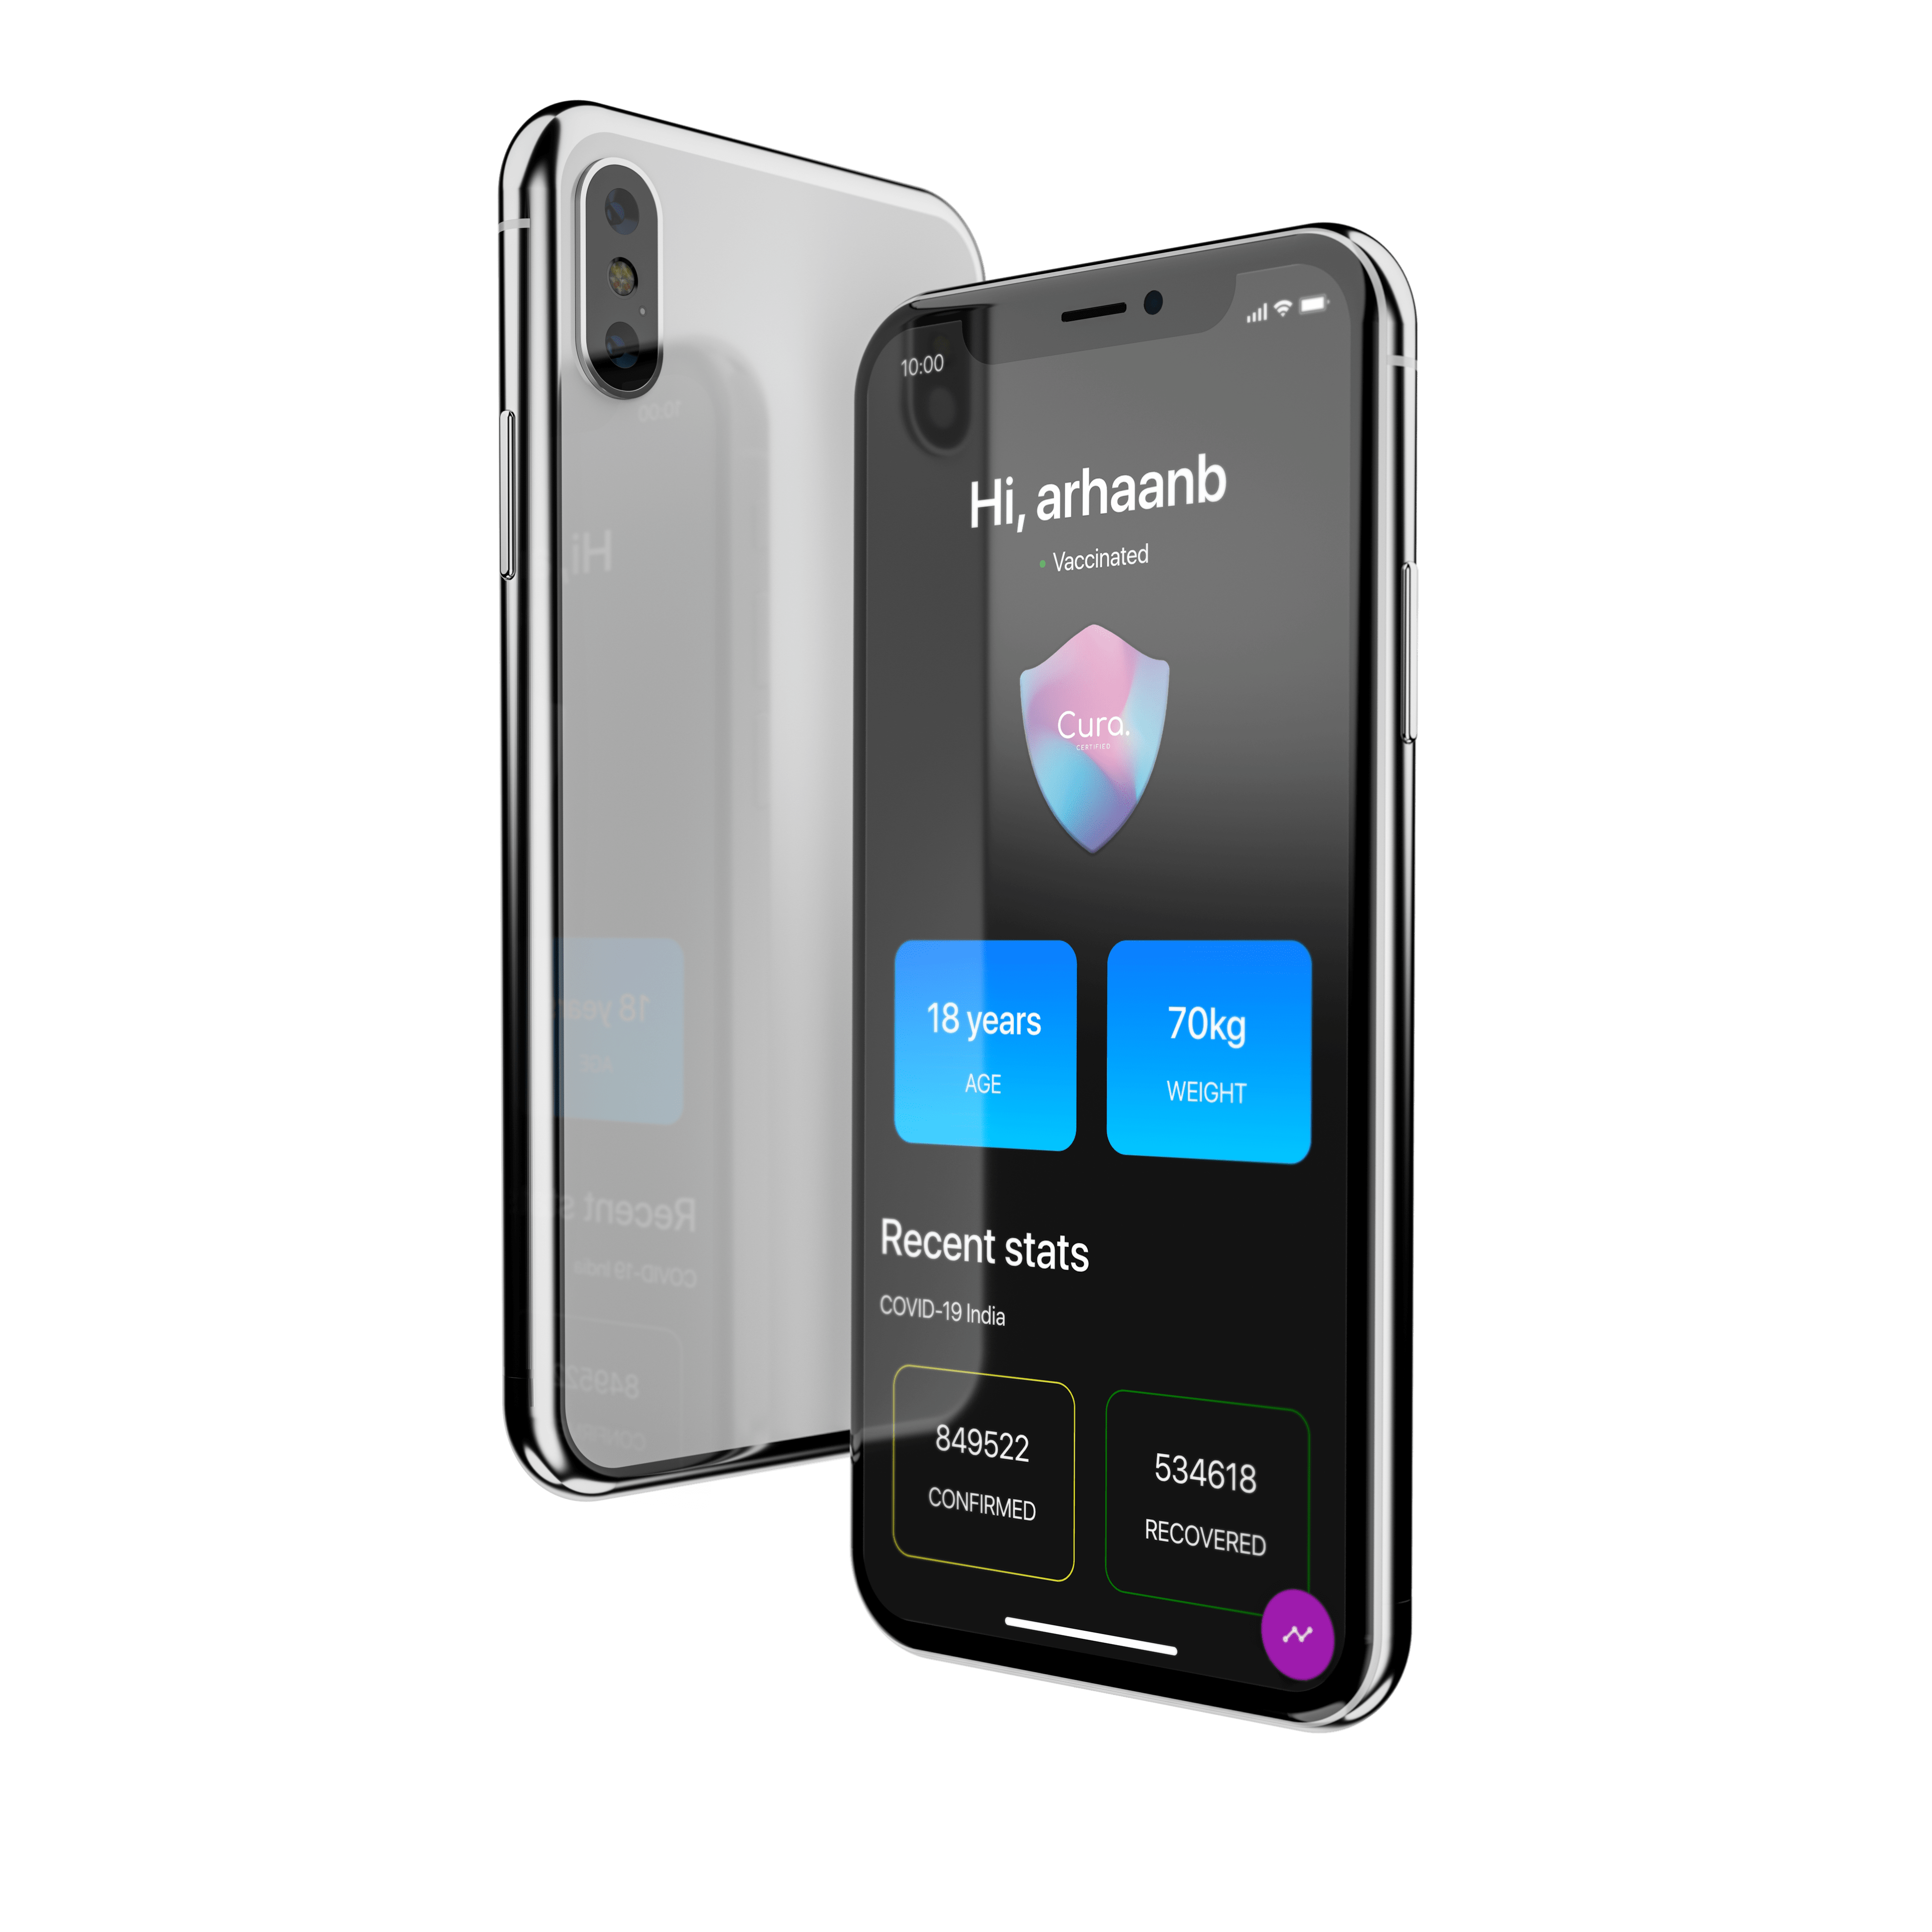 10:00
Hi, arhaanb
Vaccinated
Cura.
CERTIFIED
18 years
AGE
70kg
WEIGHT
Recent stats
COVID-19 India
849522
CONFIRMED
534618
RECOVERED